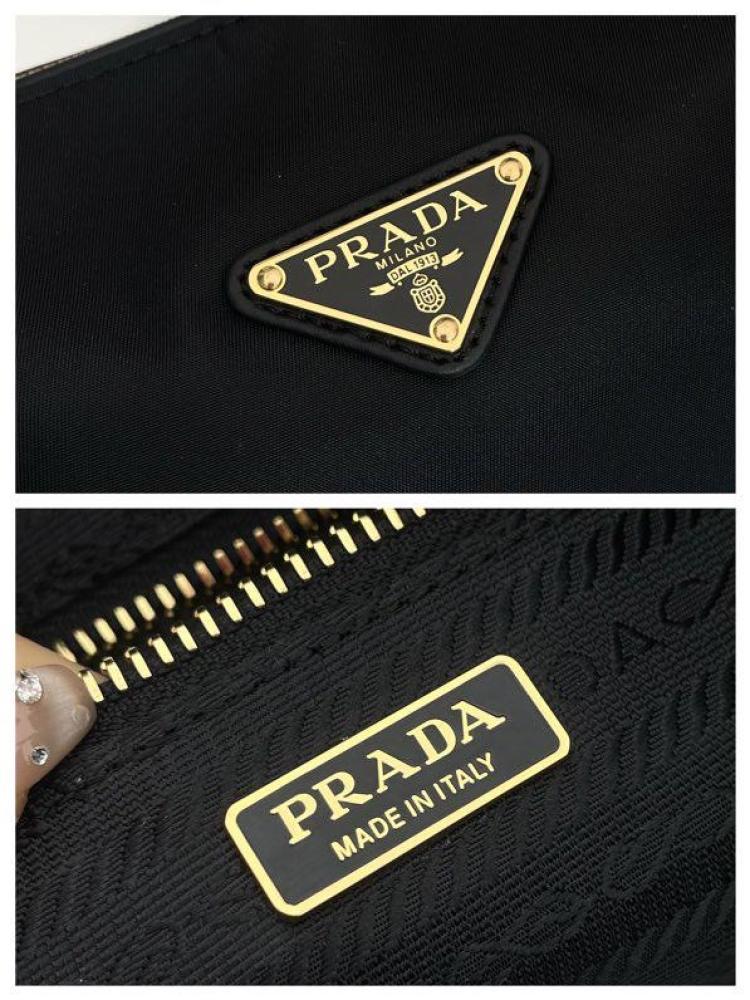 PRADA
MILANO
DAL 1913
PRADA
MADE IN ITALY